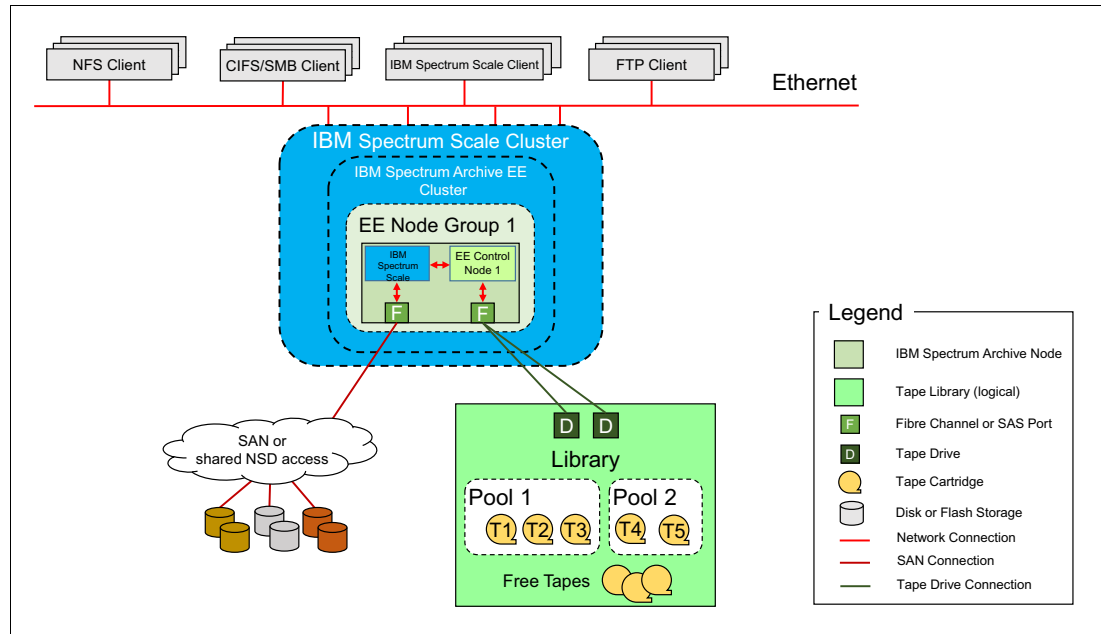 NFS Client
CIFS/SMB Client
IBM Spectrum Scale Client
FTP Client
Ethernet
IBM Spectrum Scale Cluster
IBM Spectrum Archive EE
Cluster
EE Node Group 1
IBM
Spectrum
Scale
EE Control
Node 1
F
F
SAN or
shared NSD access
D
D
Library
Pool 1
Pool 2
T1
T2
T3
T4
T5
Free Tapes
Legend
IBM Spectrum Archive Node
Tape Library (logical)
F
Fibre Channel or SAS Port
D
Tape Drive
Tape Cartridge
Disk or Flash Storage
Network Connection
SAN Connection
Tape Drive Connection